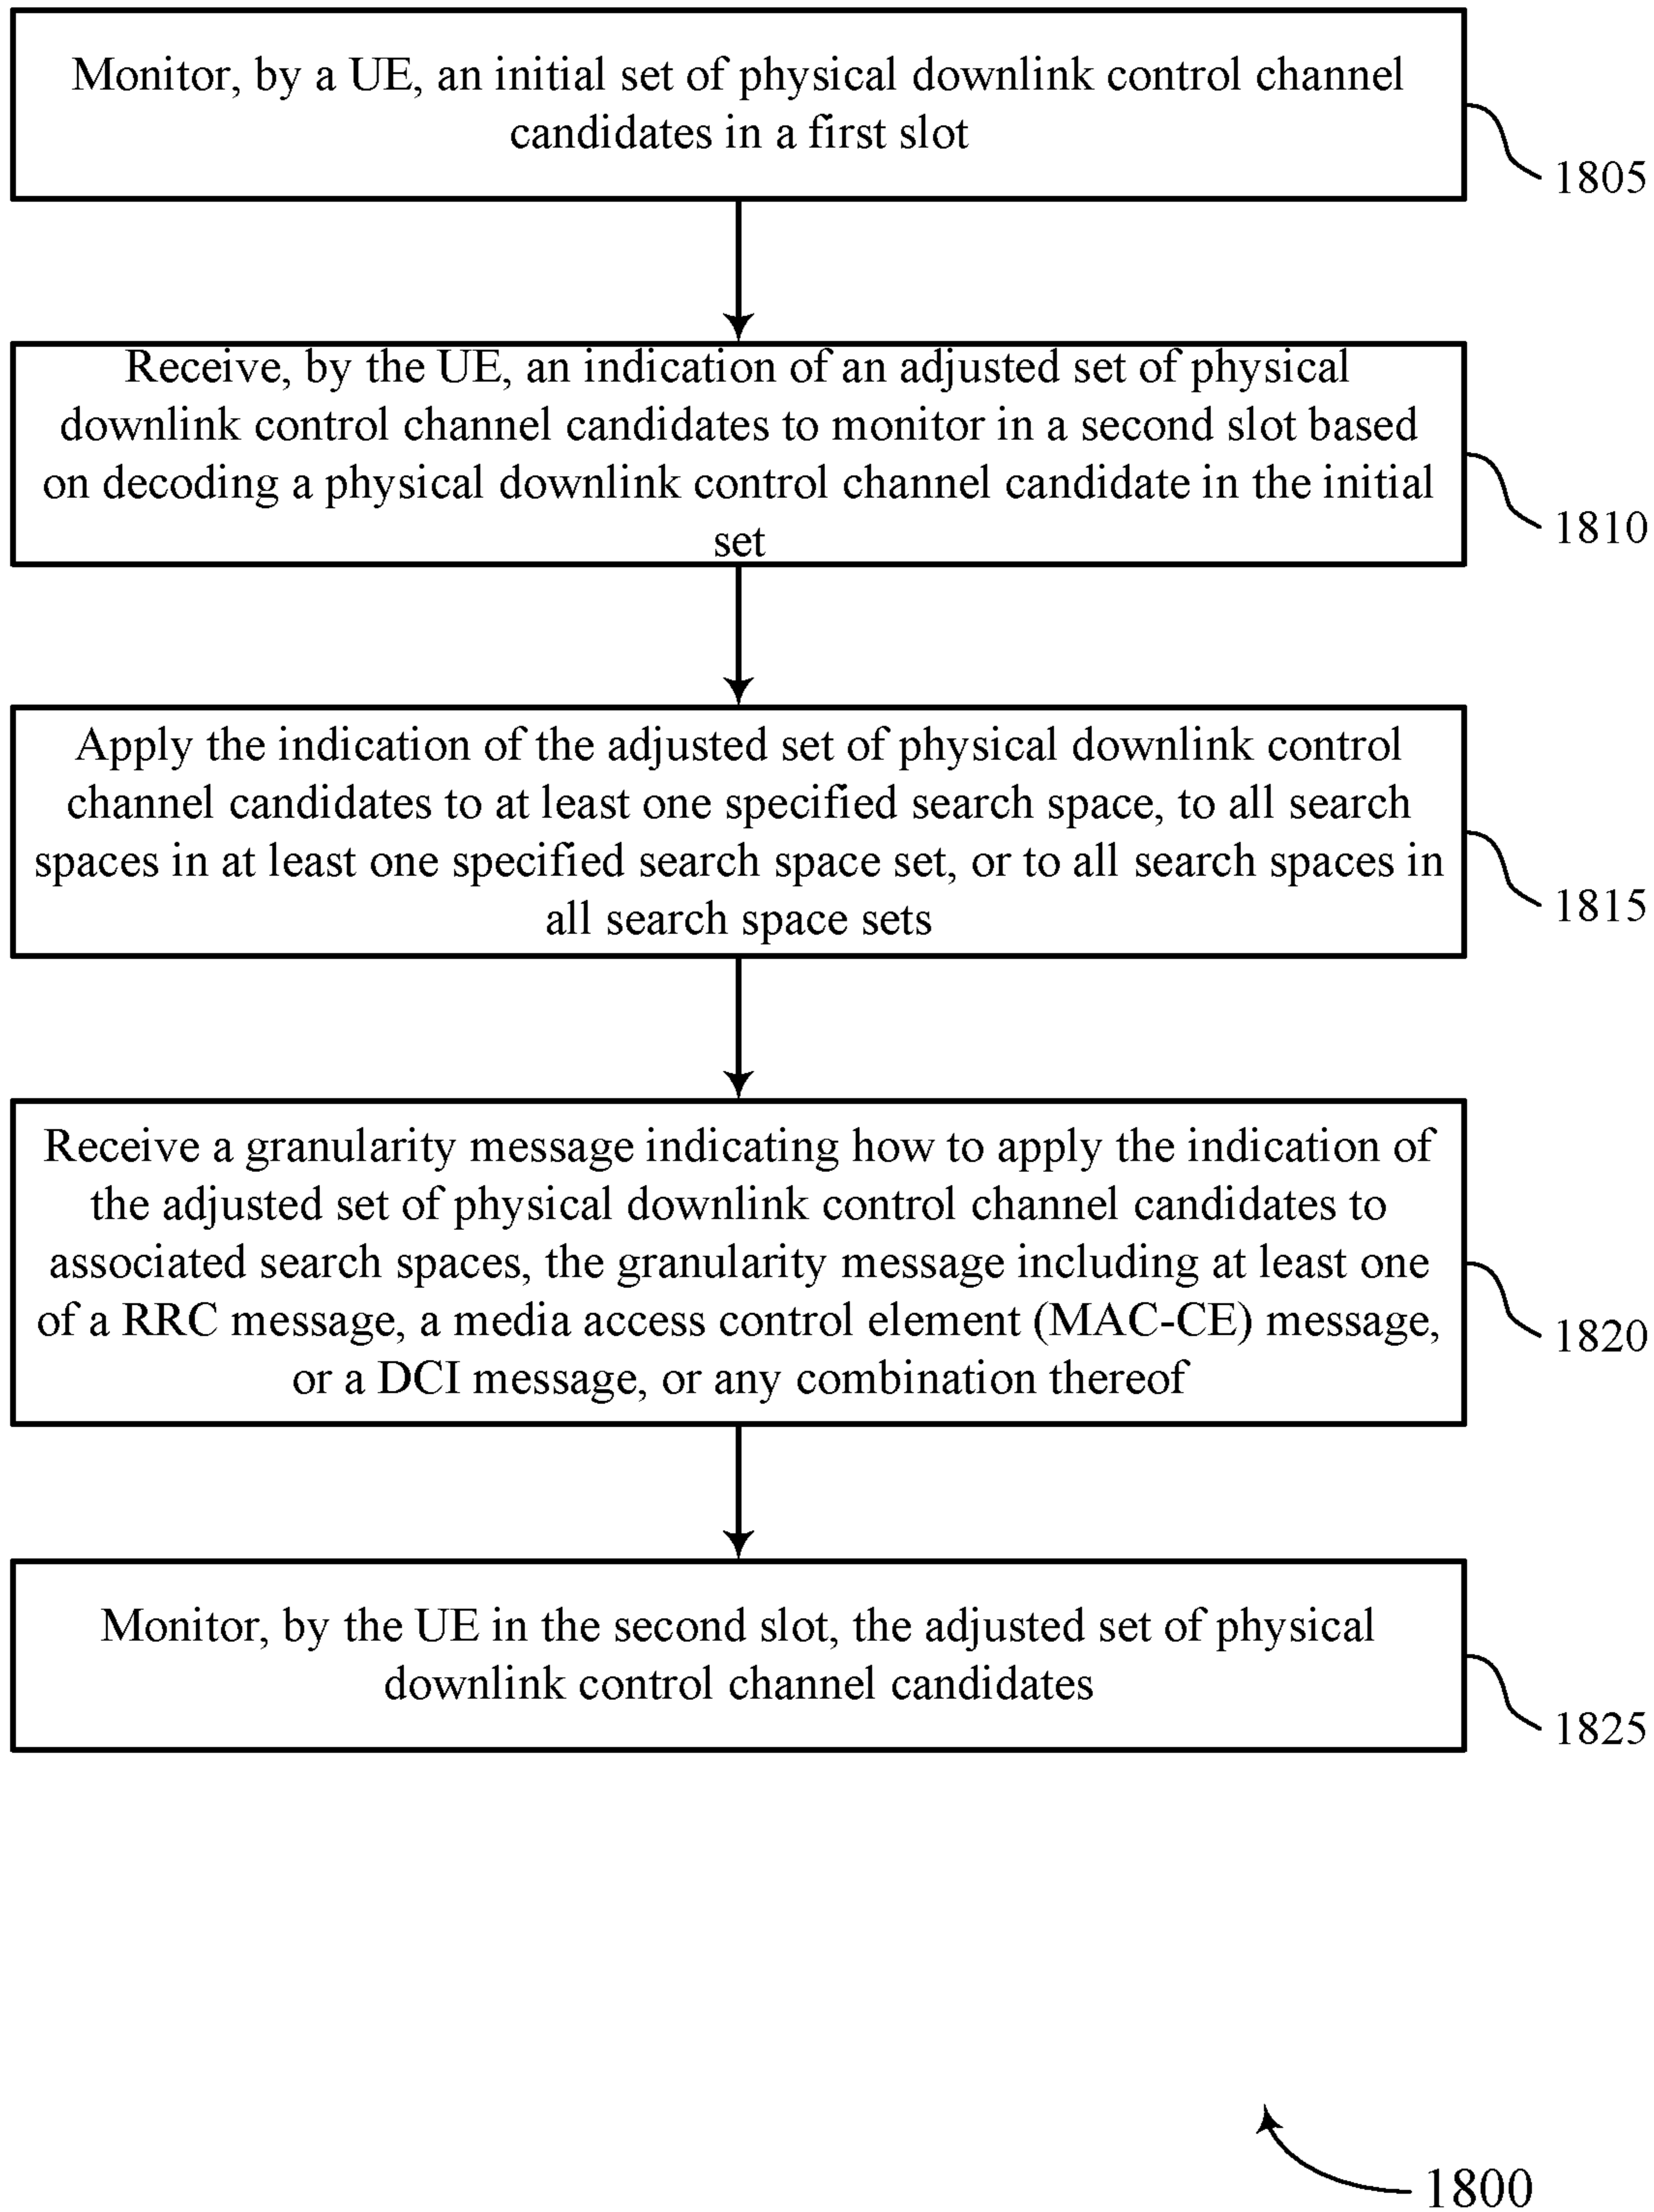 Monitor, by a UE, an initial set of physical downlink control channel
candidates in a first slot
1805
Receive, by the UE, an indication of an adjusted set of physical
downlink control channel candidates to monitor in a second slot based
on decoding a physical downlink control channel candidate in the initial
set
1810
Apply the indication of the adjusted set of physical downlink control
channel candidates to at least one specified search space, to all search
spaces in at least one specified search space set, or to all search spaces in
all search space sets
1815
Receive a granularity message indicating how to apply the indication of
the adjusted set of physical downlink control channel candidates to
associated search spaces, the granularity message including at least one
of a RRC message, a media access control element (MAC-CE) message,
or a DCI message, or any combination thereof
1820
Monitor, by the UE in the second slot, the adjusted set of physical
downlink control channel candidates
1825
1800